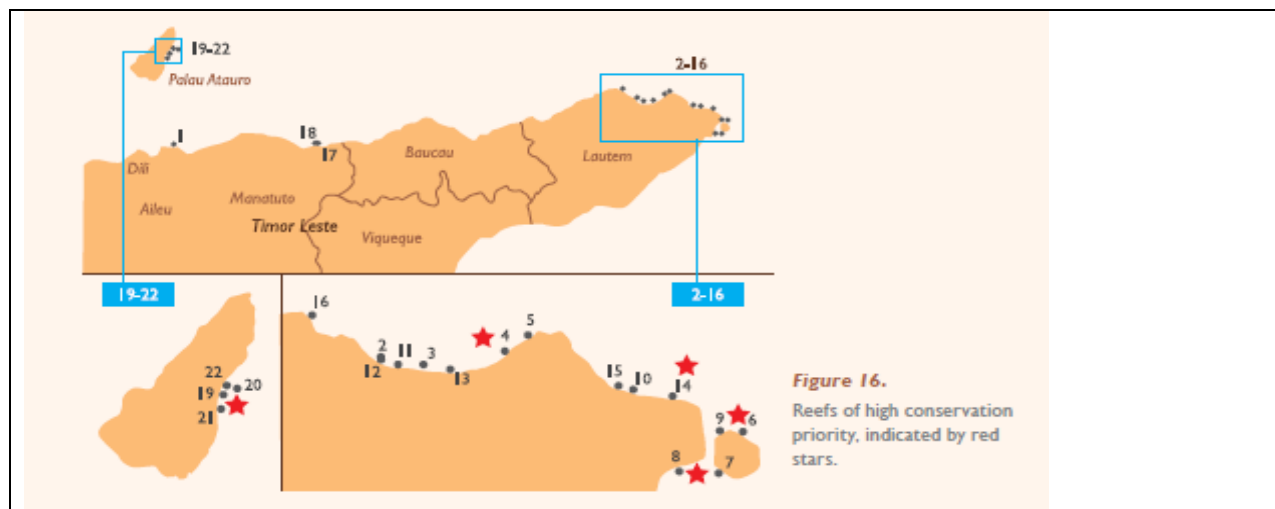 19-22
Palau Atauro
2-16
1
18
17
Baucau
Lautem
Dili
Manatuto
Aileu
Timor Leste
Viqueque
19-22
2-16
16
5
4
2
11
3
12
13
15
10
14
22
20
19
21
9
6
8
7
Figure 16.
Reefs of high conservation
priority, indicated by red
stars.